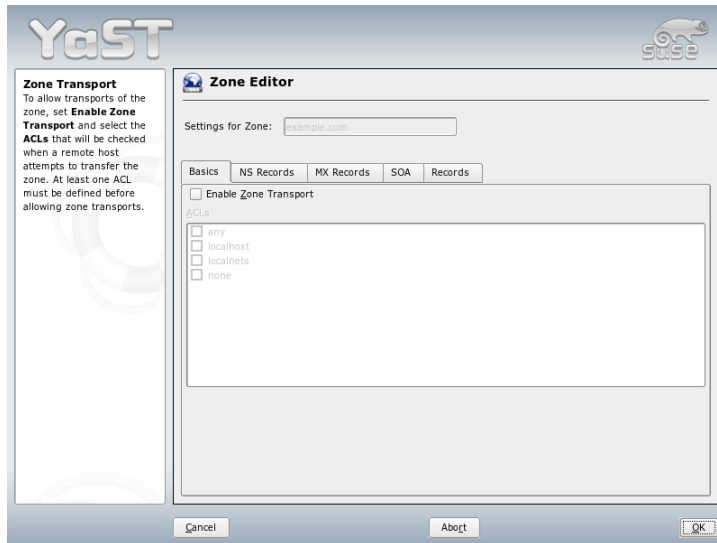 YaST
suse
Zone Transport
To allow transports of the
zone, set Enable Zone
Transport and select the
ACLs that will be checked
when a remote host
attempts to transfer the
zone. At least one ACL
must be defined before
allowing zone transports.
Zone Editor
Settings for Zone: example.com
Basics NS Records MX Records SOA Records
Enable Zone Transport
ACLs
any
localhost
localnets
none
Cancel Abort OK